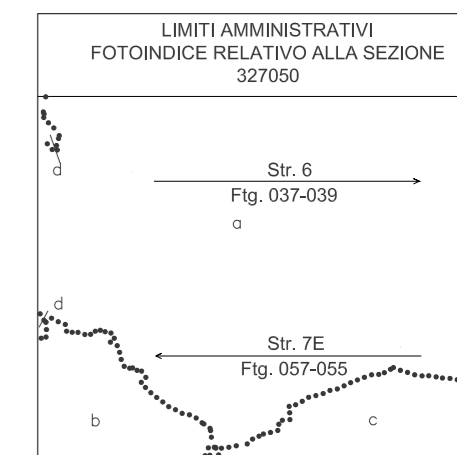 LIMITI AMMINISTRATIVI
FOTOINDICE RELATIVO ALLA SEZIONE
327050
d
Str. 6
Ftg. 037-039
a
d
Str. 7E
Ftg. 057-055
b
c